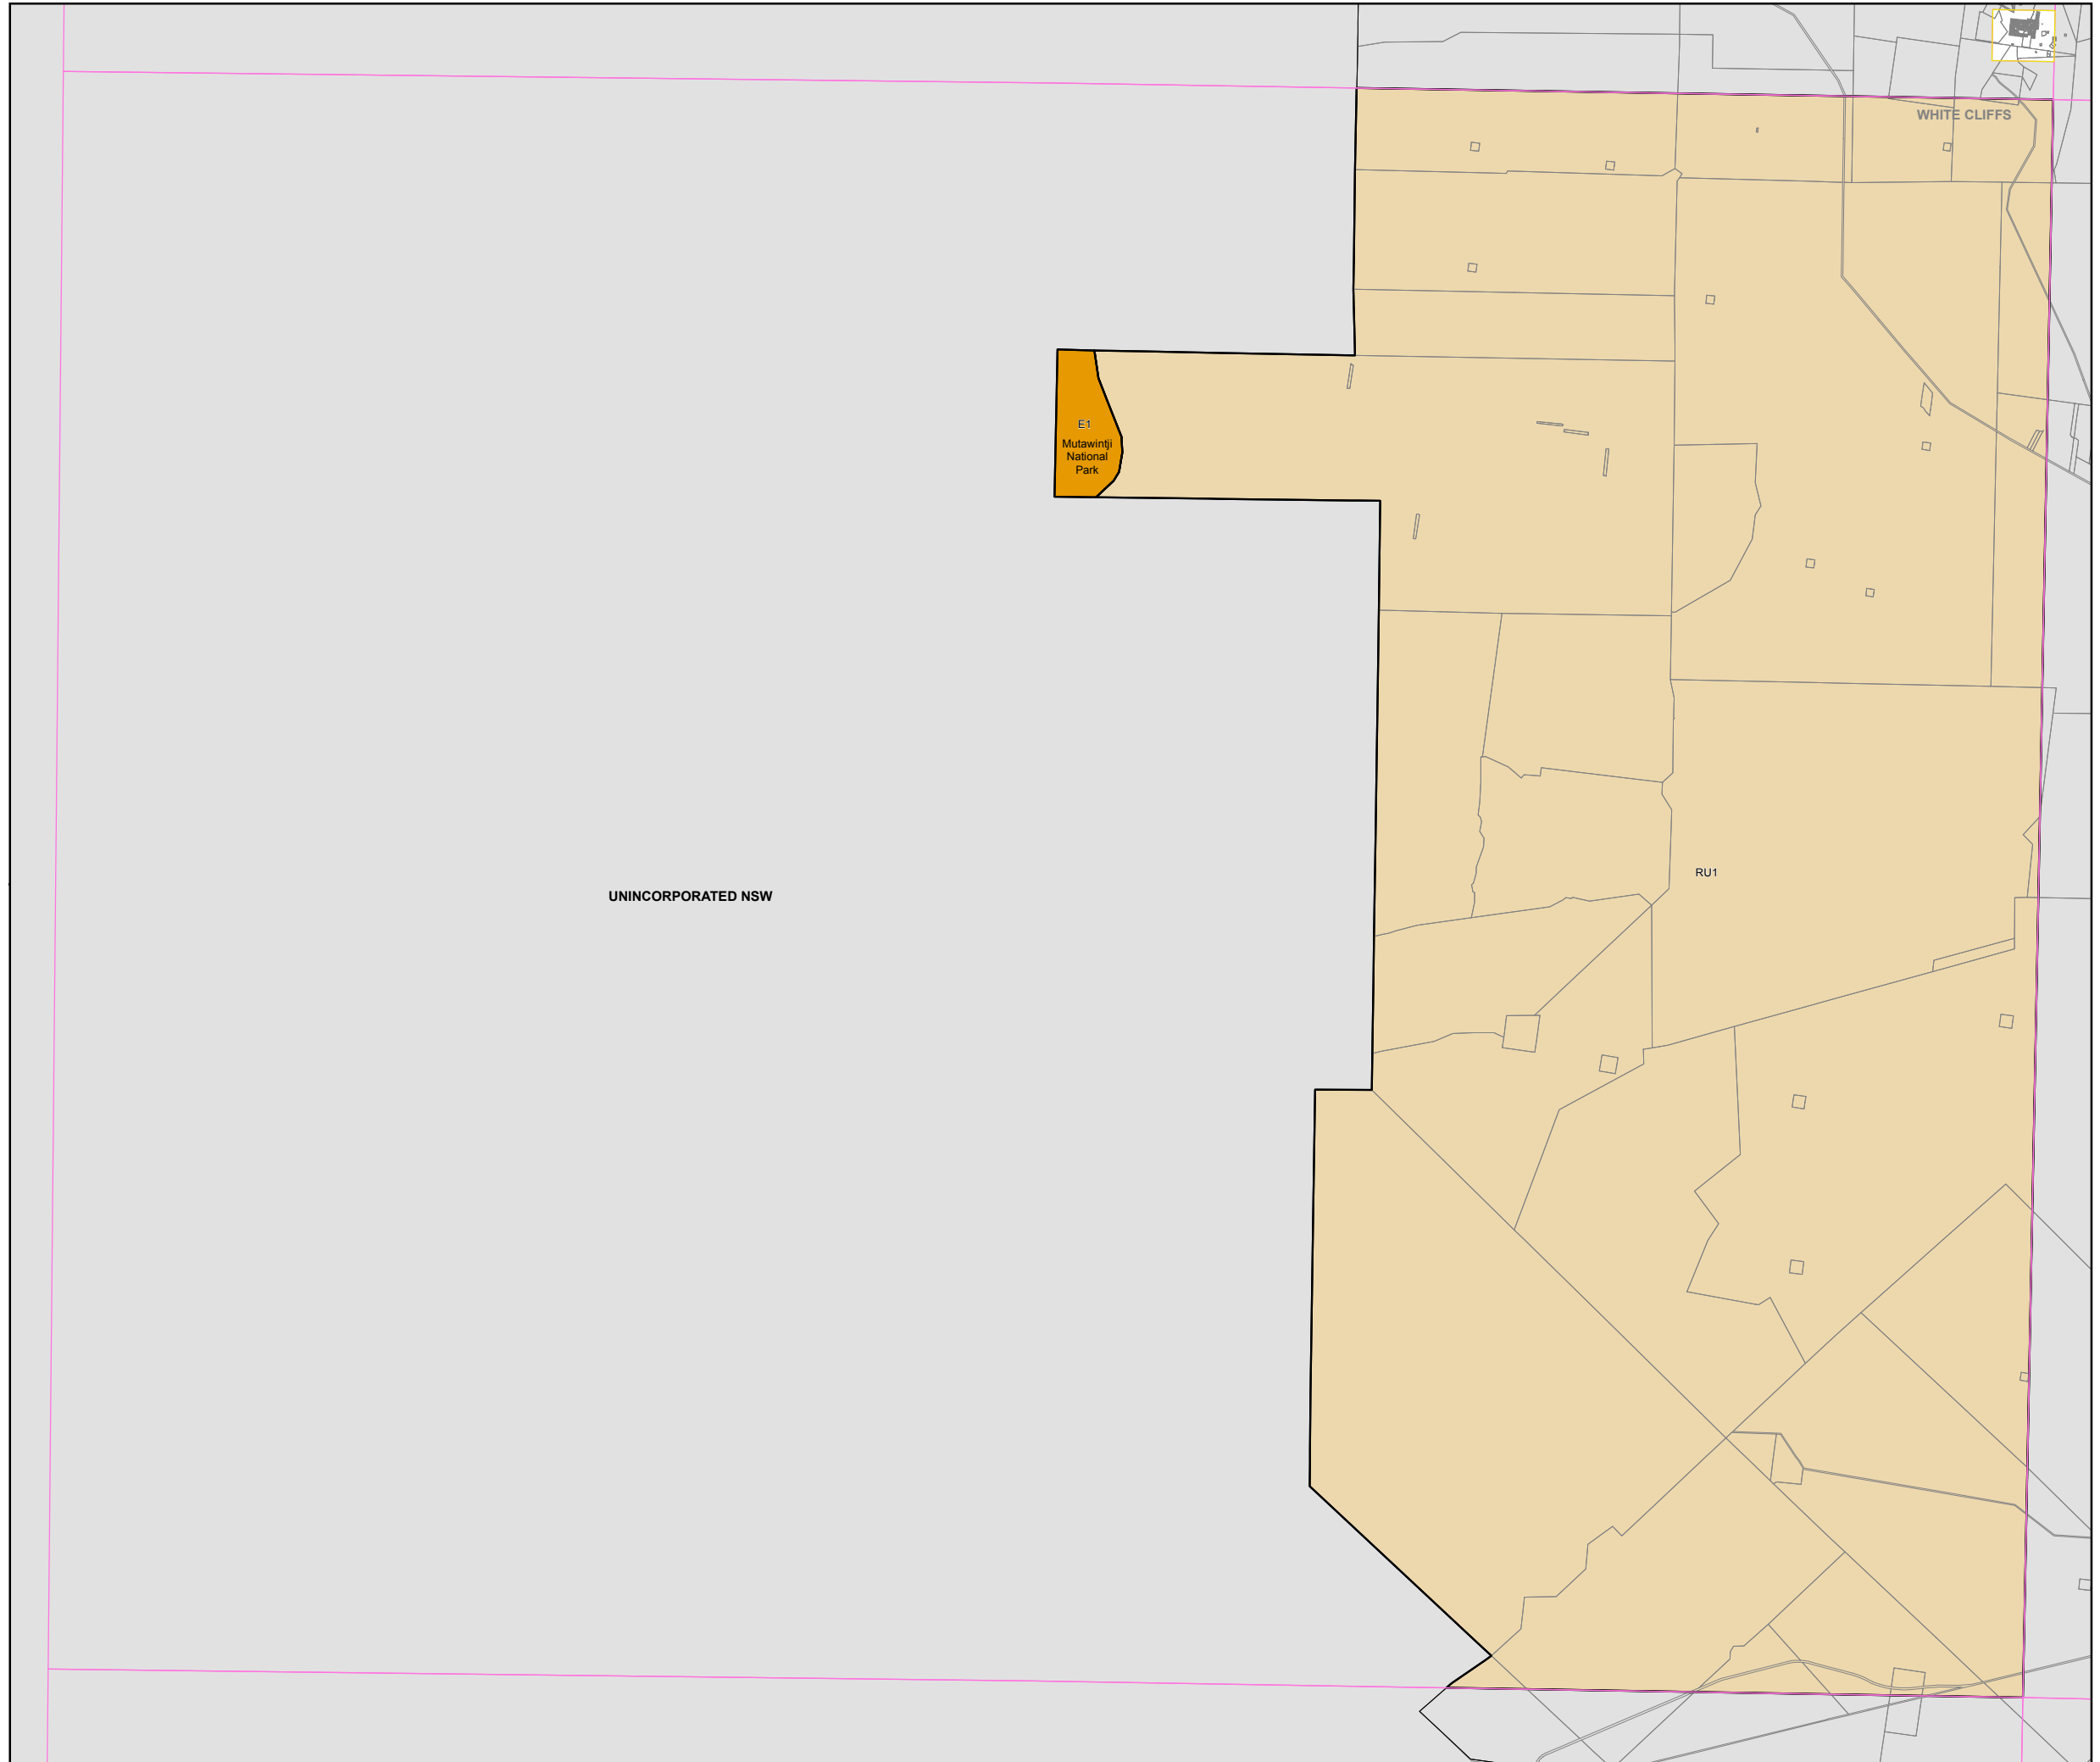 WHITE CLIFFS
E1
Mutawintji
National
Park
RU1
UNINCORPORATED NSW